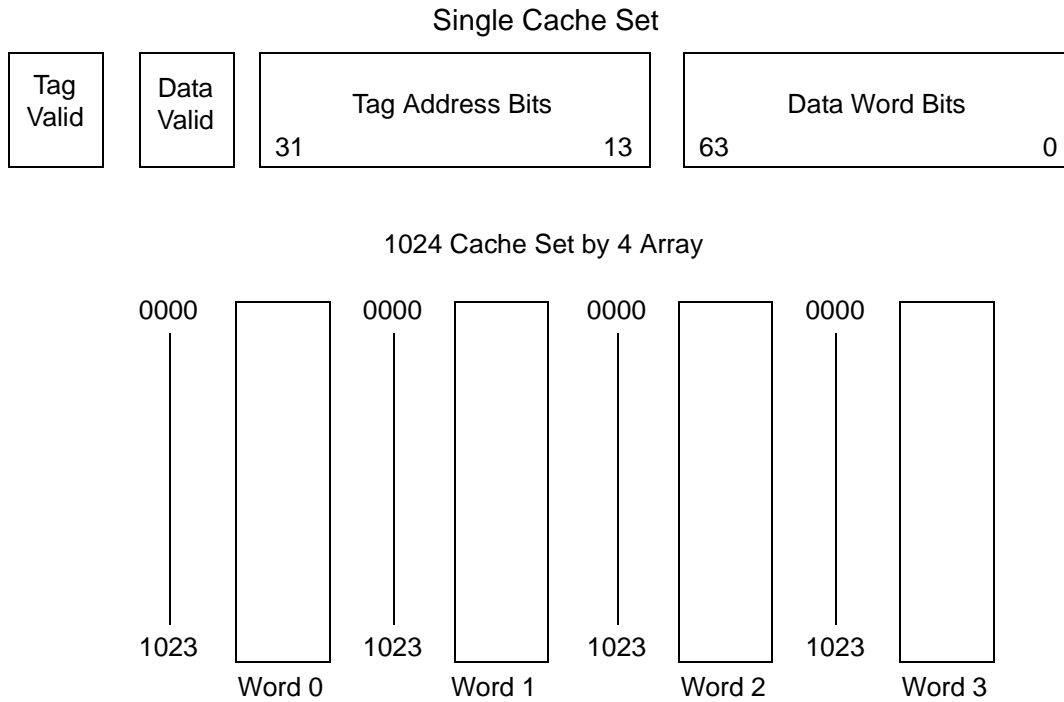 Single Cache Set
Tag
Valid
Data
Valid
Tag Address Bits
31 13
Data Word Bits
63 0
1024 Cache Set by 4 Array
0000 0000 0000 0000
1023 1023 1023 1023
Word 0 Word 1 Word 2 Word 3